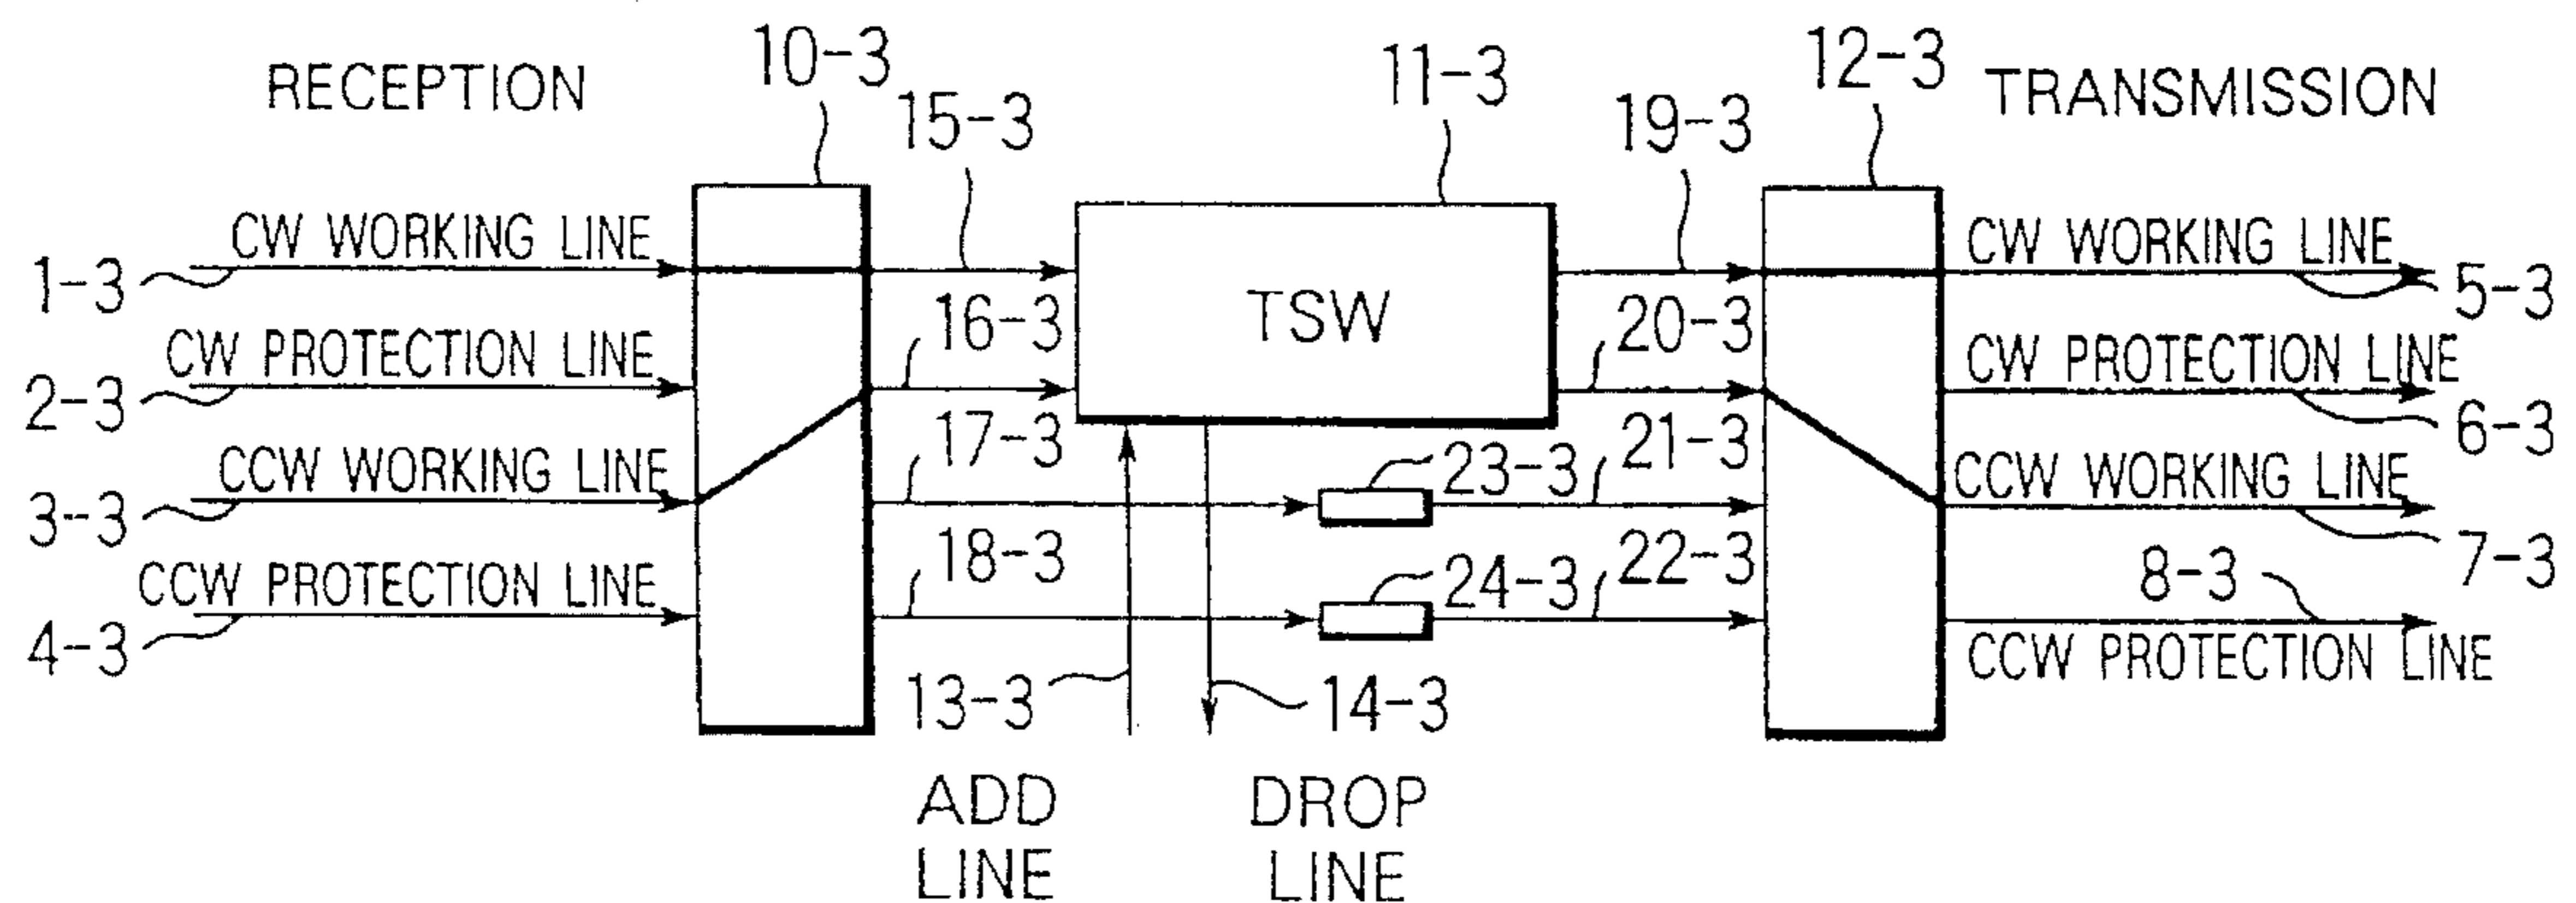 RECEPTION
10-3
15-3
11-3
19-3
12-3
TRANSMISSION
CW WORKING LINE
1-3
CW PROTECTION LINE
2-3
CCW WORKING LINE
3-3
CCW PROTECTION LINE
4-3
16-3
17-3
18-3
TSW
20-3
21-3
22-3
23-3
24-3
CW WORKING LINE
5-3
CW PROTECTION LINE
6-3
CCW WORKING LINE
7-3
8-3
CCW PROTECTION LINE
13-3
14-3
ADD
LINE
DROP
LINE